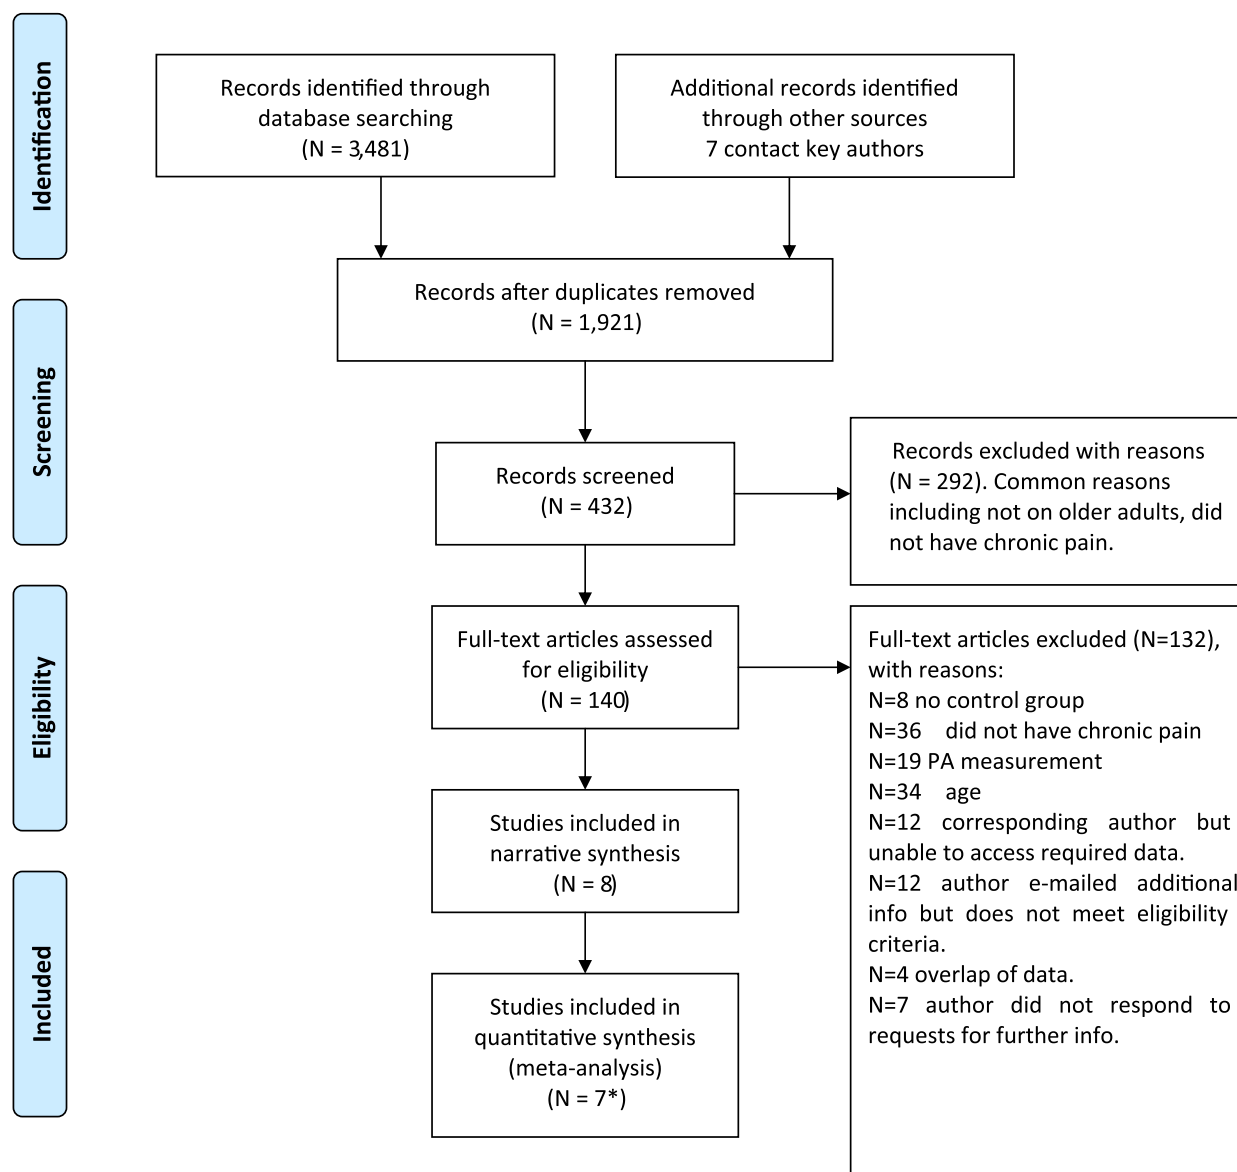 Identification
Records identified through
database searching
(N = 3,481)
Additional records identified
through other sources
7 contact key authors
Records after duplicates removed
(N = 1,921)
Screening
Records screened
(N = 432)
Records excluded with reasons
(N = 292). Common reasons
including not on older adults, did
not have chronic pain.
Eligibility
Full-text articles assessed
for eligibility
(N = 140)
Full-text articles excluded (N=132),
with reasons:
N=8 no control group
N=36 did not have chronic pain
N=19 PA measurement
N=34 age
N=12 corresponding author but
unable to access required data.
N=12 author e-mailed additional
info but does not meet eligibility
criteria.
N=4 overlap of data.
N=7 author did not respond to
requests for further info.
Studies included in
narrative synthesis
(N = 8)
Included
Studies included in
quantitative synthesis
(meta-analysis)
(N = 7*)